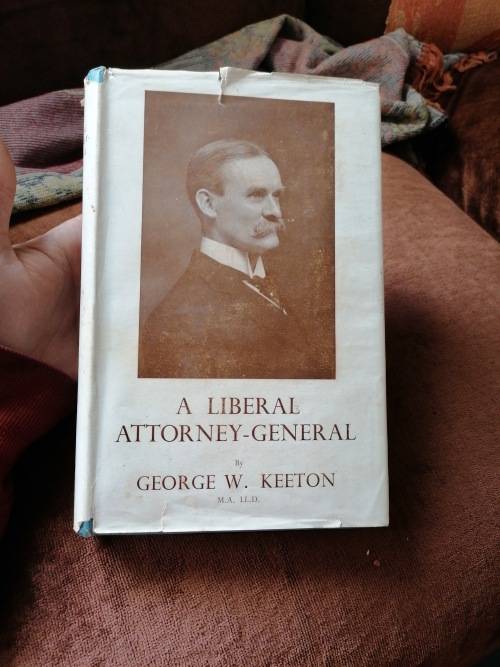 A LIBERAL
ATTORNEY-GENERAL
By
GEORGE W. KEETON
M.A. LL.D.